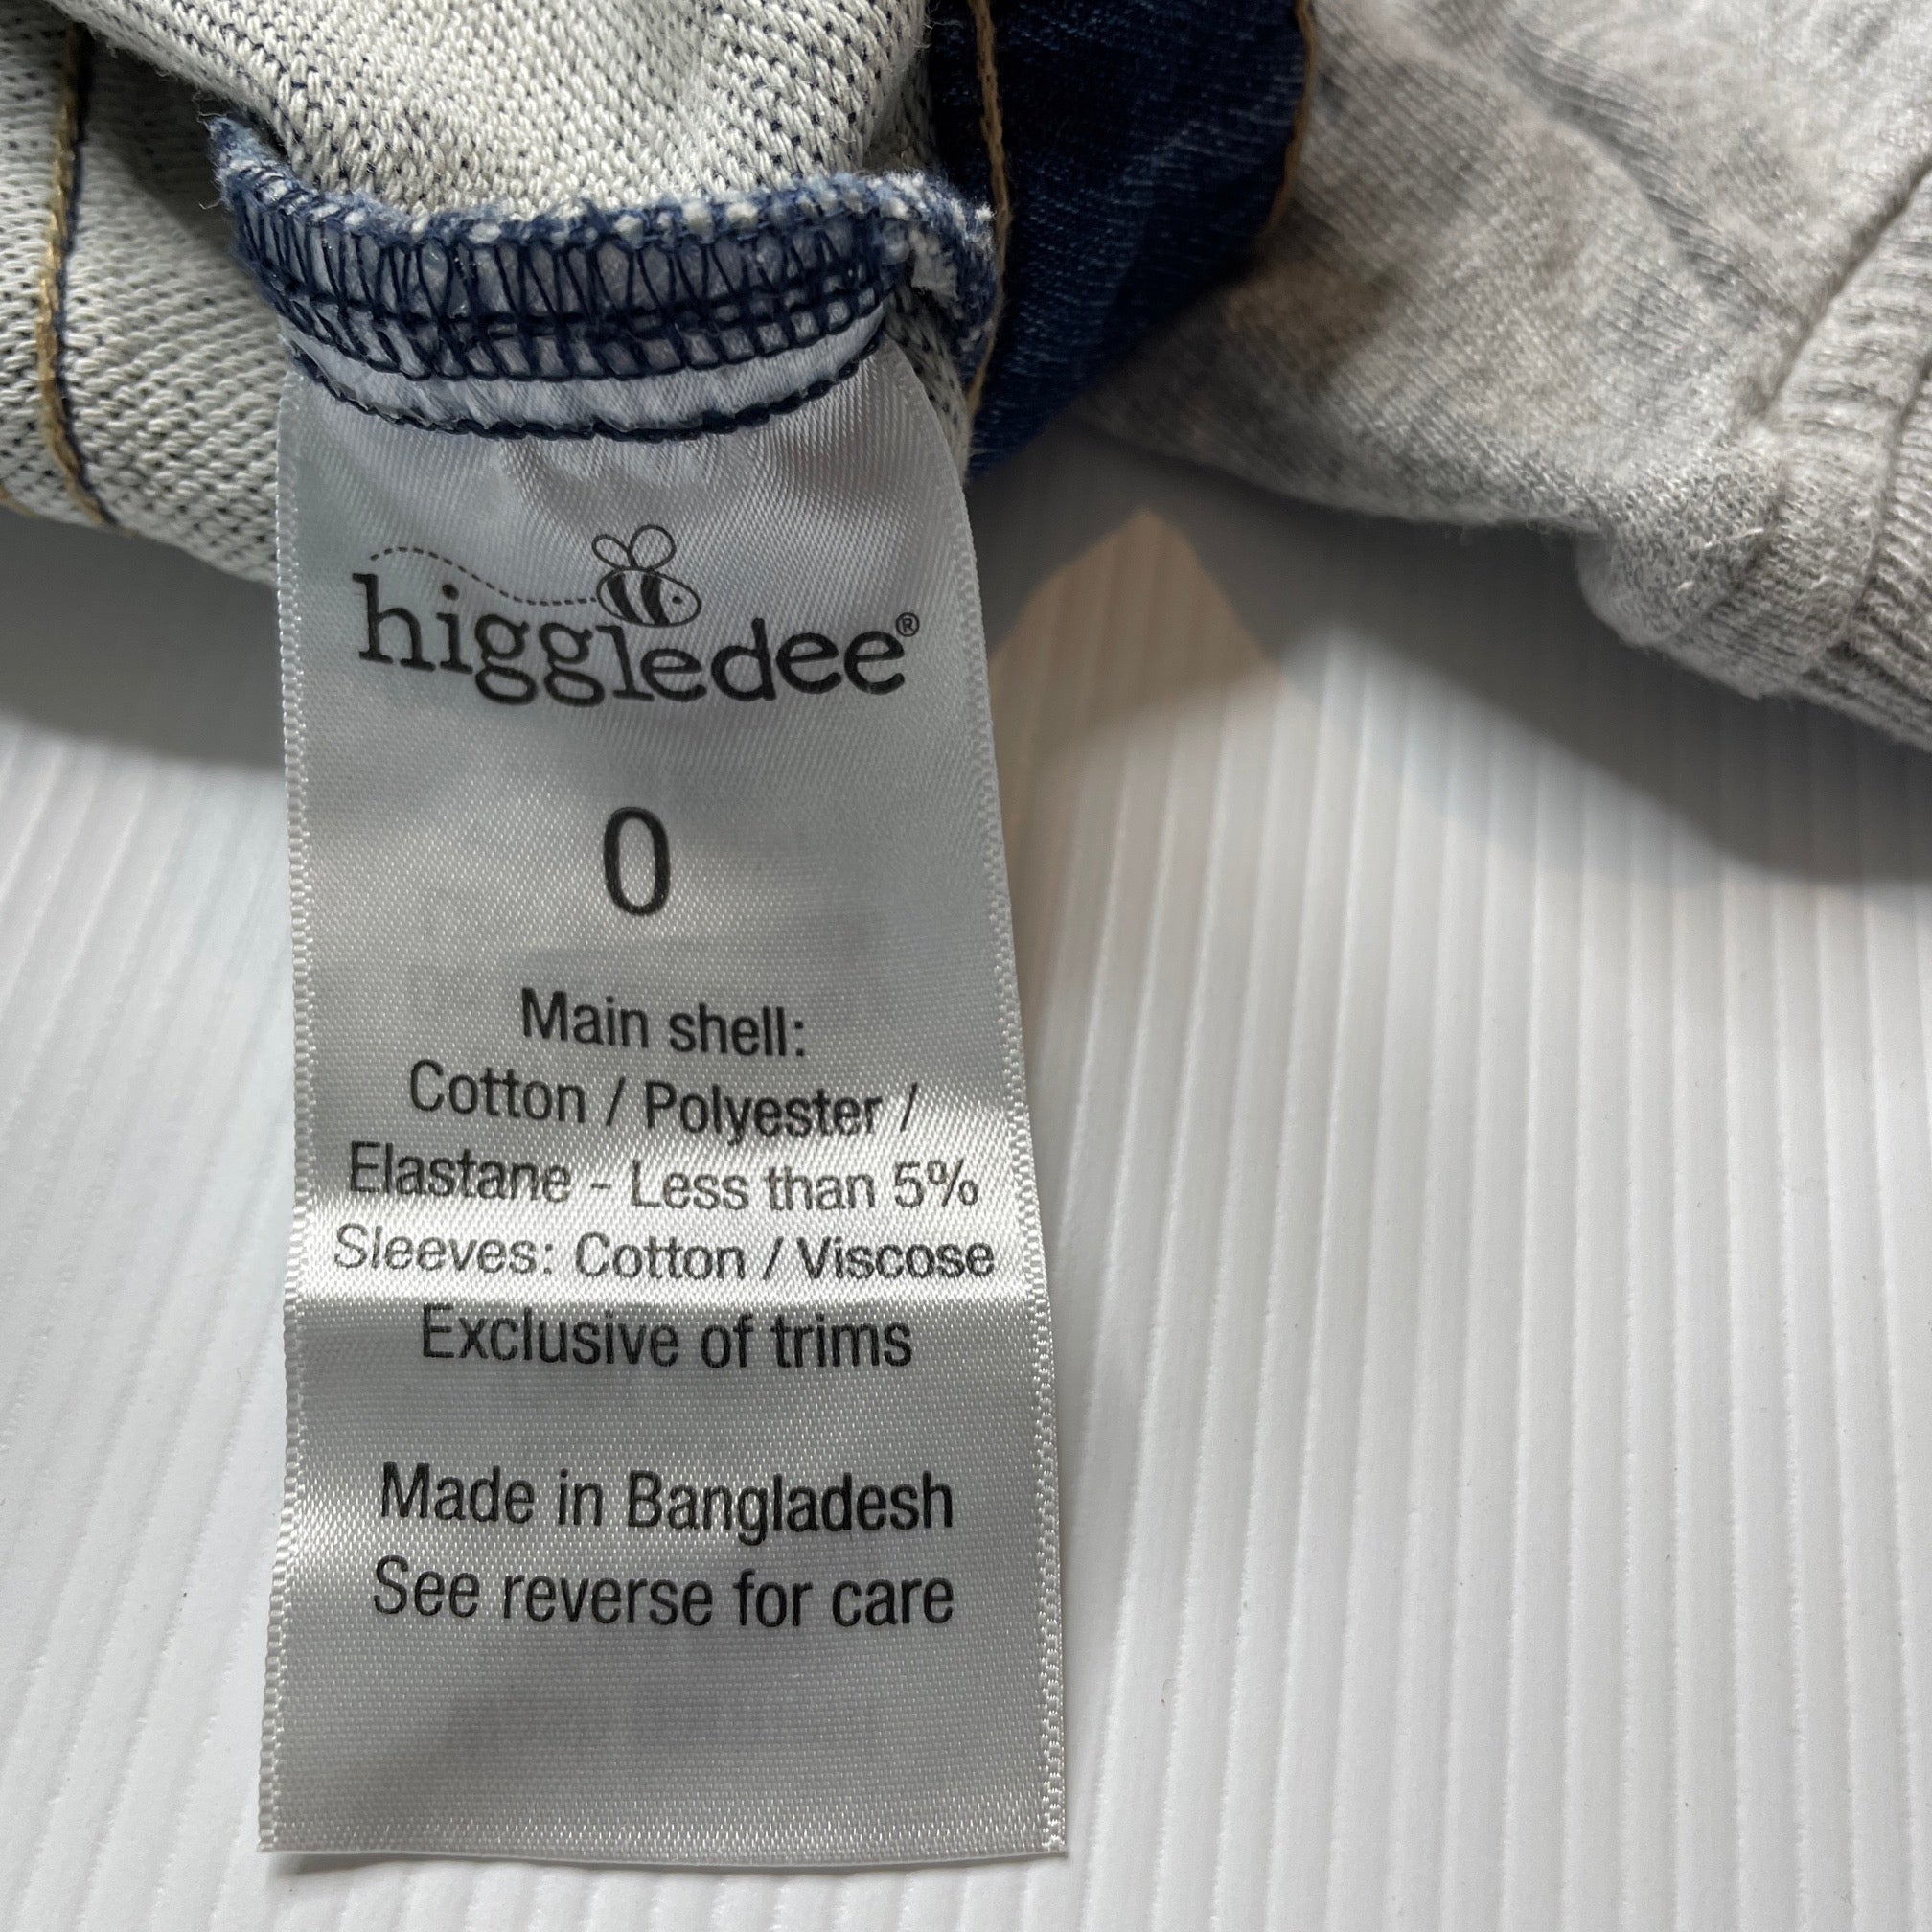 higgledee®
0
Main shell:
Cotton / Polyester /
Elastane - Less than 5%
Sleeves: Cotton / Viscose
Exclusive of trims
Made in Bangladesh
See reverse for care